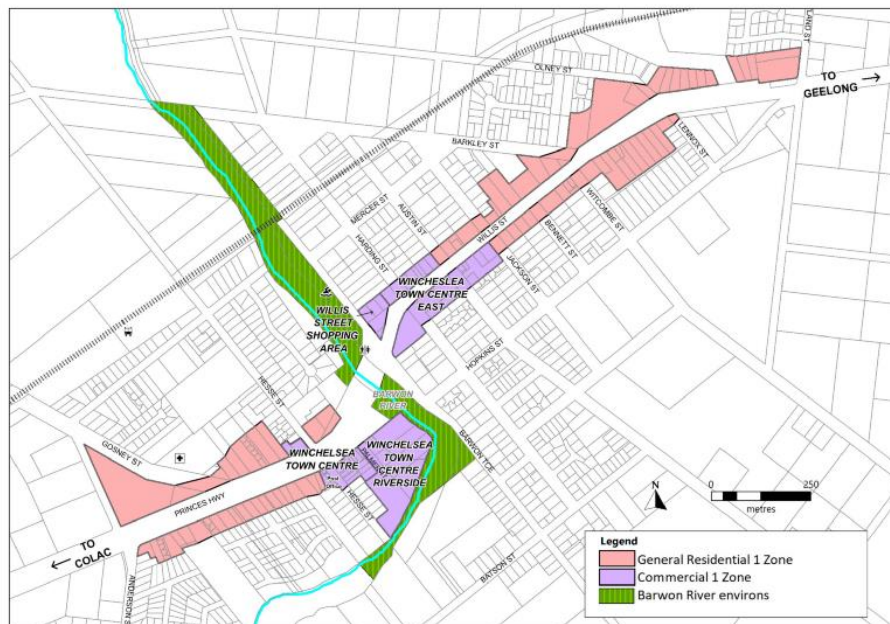 OLNEY ST
TO
GEELONG
BARKLEY ST
LENNOX ST
MERCER ST
AUSTIN ST
WILLIS ST
WITCOMBE ST
BENNETT ST
HARDING ST
JACKSON ST
WINCHESLEA
TOWN CENTRE
EAST
WILLIS
STREET
SHOPPING
AREA
HOPKINS ST
HESSE ST
BARWON
RIVER
BARWON TCE
GOSNEY ST
WINCHELSEA
TOWN CENTRE
WINCHELSEA
TOWN
CENTRE
RIVERSIDE
PRINCES HWY
HESSE ST
TO
COLAC
ANDERSON S
BATSON ST
N
0
250
metres
Legend
General Residential 1 Zone
Commercial 1 Zone
Barwon River environs